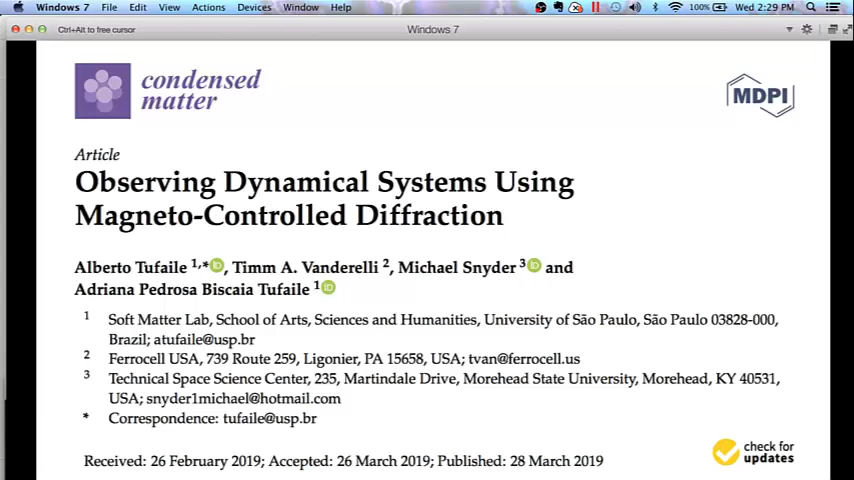 Windows 7 File Edit View Actions Devices Window Help 100% Wed 2:29 PM
Ctrl+Alt to free cursor Windows 7
condensed
matter
MDPI
Article
Observing Dynamical Systems Using
Magneto-Controlled Diffraction
Alberto Tufaile 1,* iD, Timm A. Vanderelli 2, Michael Snyder 3 iD and
Adriana Pedrosa Biscaia Tufaile 1 iD
1 Soft Matter Lab, School of Arts, Sciences and Humanities, University of São Paulo, São Paulo 03828-000,
Brazil; atufaile@usp.br
2 Ferrocell USA, 739 Route 259, Ligonier, PA 15658, USA; tvan@ferrocell.us
3 Technical Space Science Center, 235, Martindale Drive, Morehead State University, Morehead, KY 40531,
USA; snyder1michael@hotmail.com
* Correspondence: tufaile@usp.br
Received: 26 February 2019; Accepted: 26 March 2019; Published: 28 March 2019
check for
updates